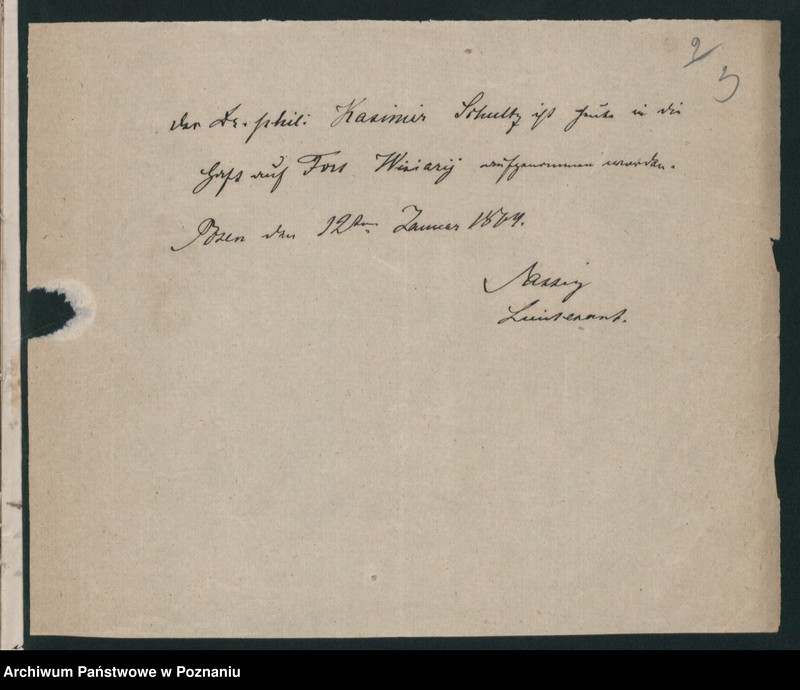 2
3
Der Dr. phil: Kasimir Schultz ist heute in die
Haft auf Fort Winiary aufgenommen worden.
Posen den 12ten Januar 1864.
Lieutenant.
Archiwum Państwowe w Poznaniu